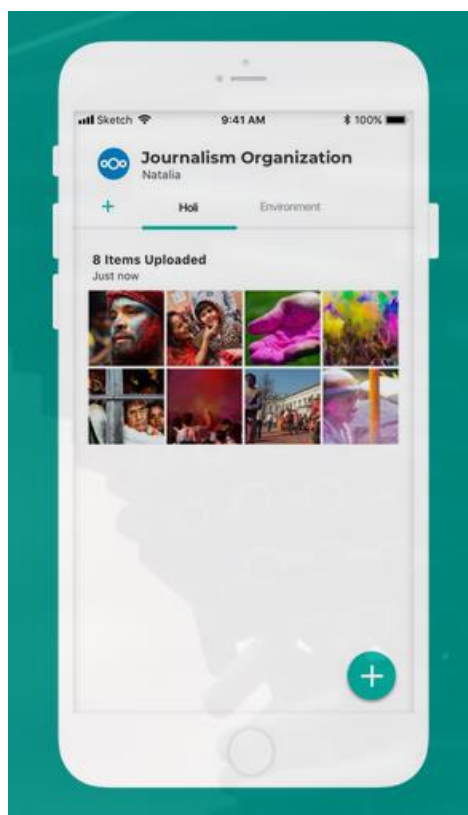 Sketch 9:41 AM 100%
Journalism Organization
Natalia
+ Holi Environment
8 Items Uploaded
Just now
+